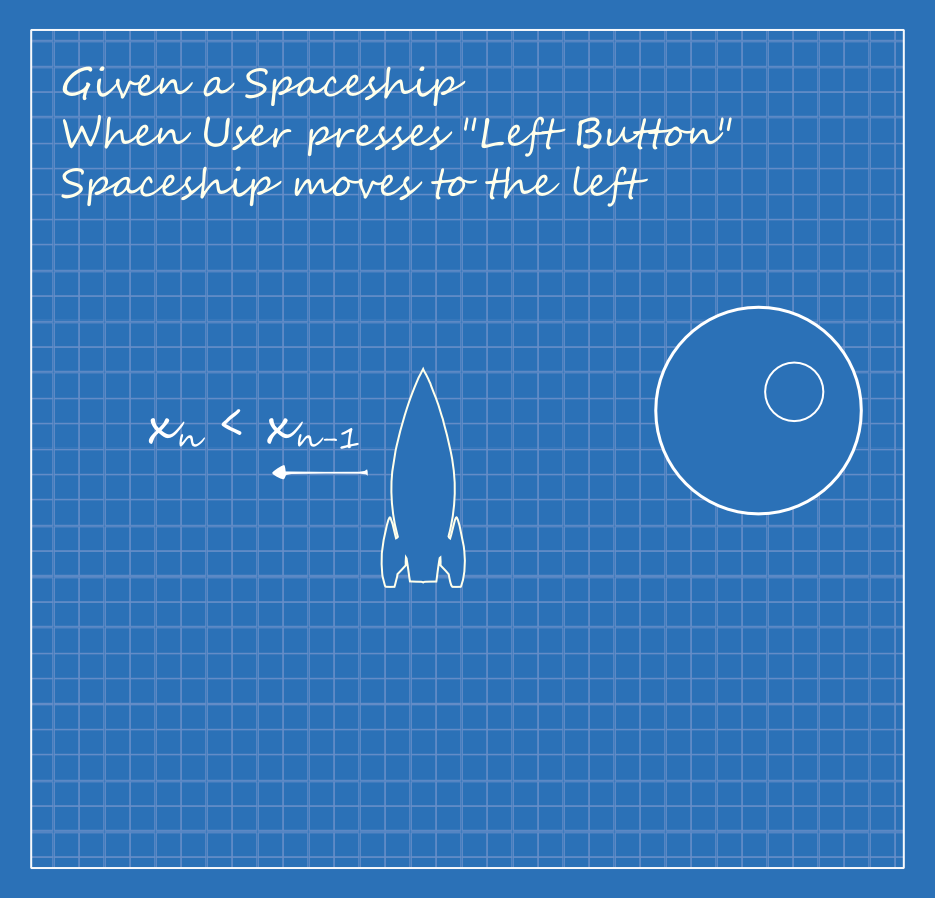 Given a Spaceship
When User presses "Left Button"
Spaceship moves to the left
xₙ < xₙ₋₁